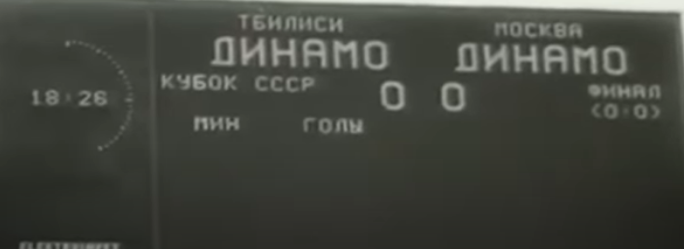 ТБИЛИСИ МОСКВА
ДИНАМО ДИНАМО
КУБОК СССР 0 0 ФИНАЛ
18:26 (0:0)
МИН ГОЛЫ